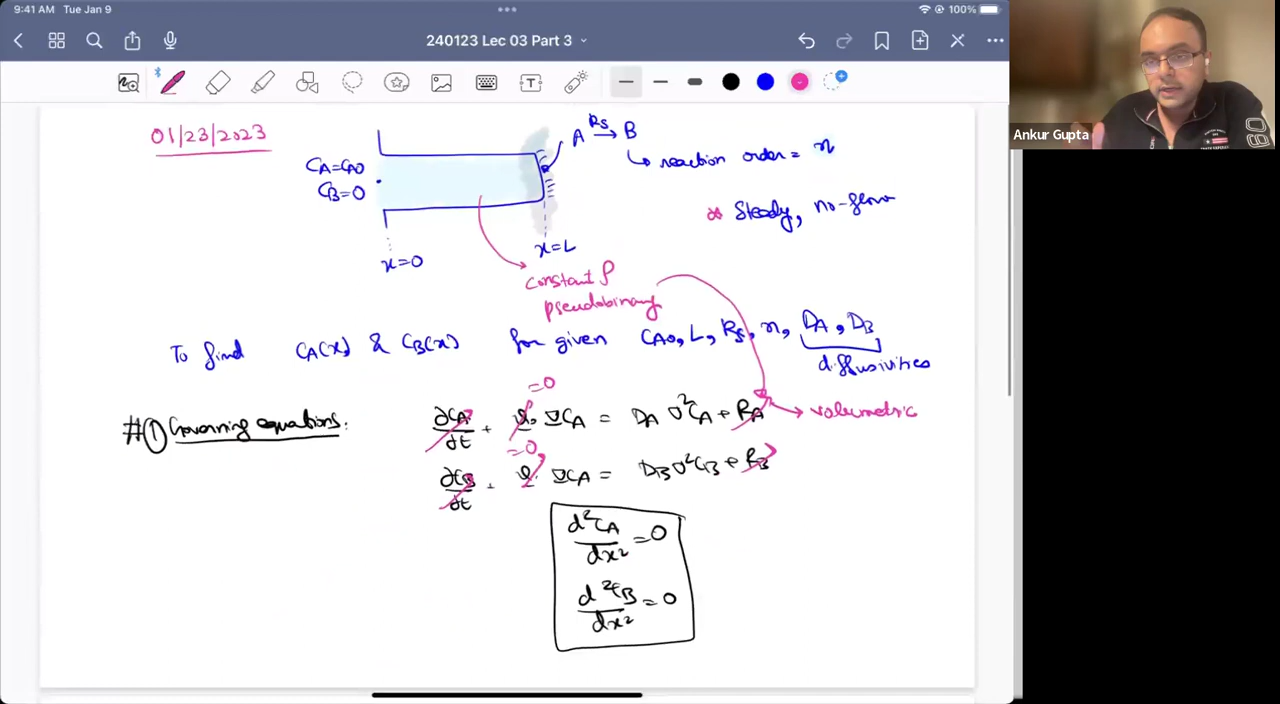 9:41 AM Tue Jan 9
100%
240123 Lec 03 Part 3
Ankur Gupta
01/23/2023
A →(Rs) B
CA=CA0
CB=0
reaction order = n
* Steady, no-flow
x=0
x=L
constant ρ
pseudobinary
To find CA(x) & CB(x) for given CA0, L, Rs, n, DA, DB
diffusivities
=0
#① Governing equations: ∂CA/∂t + v. ∇CA = DA ∇²CA + RA → volumetric
=0
∂CB/∂t + v. ∇CA = DB ∇²CB + RB
d²CA/dx² = 0
d²CB/dx² = 0